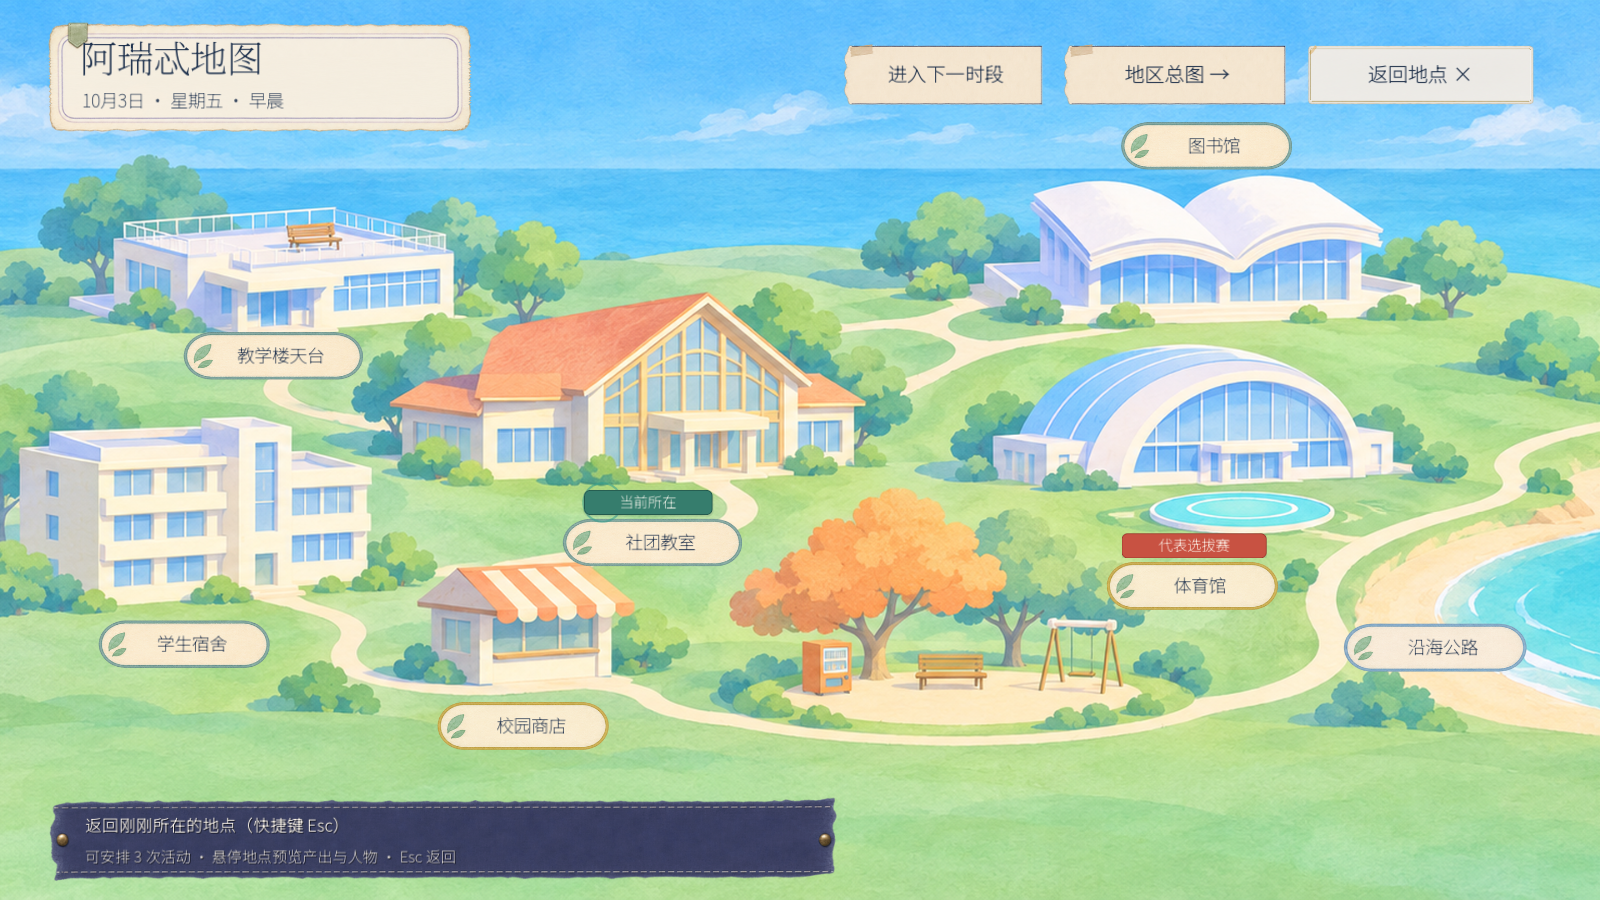 阿瑞忒地图
10月3日 · 星期五 · 早晨
进入下一时段
地区总图 →
返回地点 ×
图书馆
教学楼天台
当前所在
社团教室
代表选拔赛
体育馆
学生宿舍
沿海公路
校园商店
返回刚刚所在的地点（快捷键 Esc）
可安排 3 次活动 · 悬停地点预览产出与人物 · Esc 返回